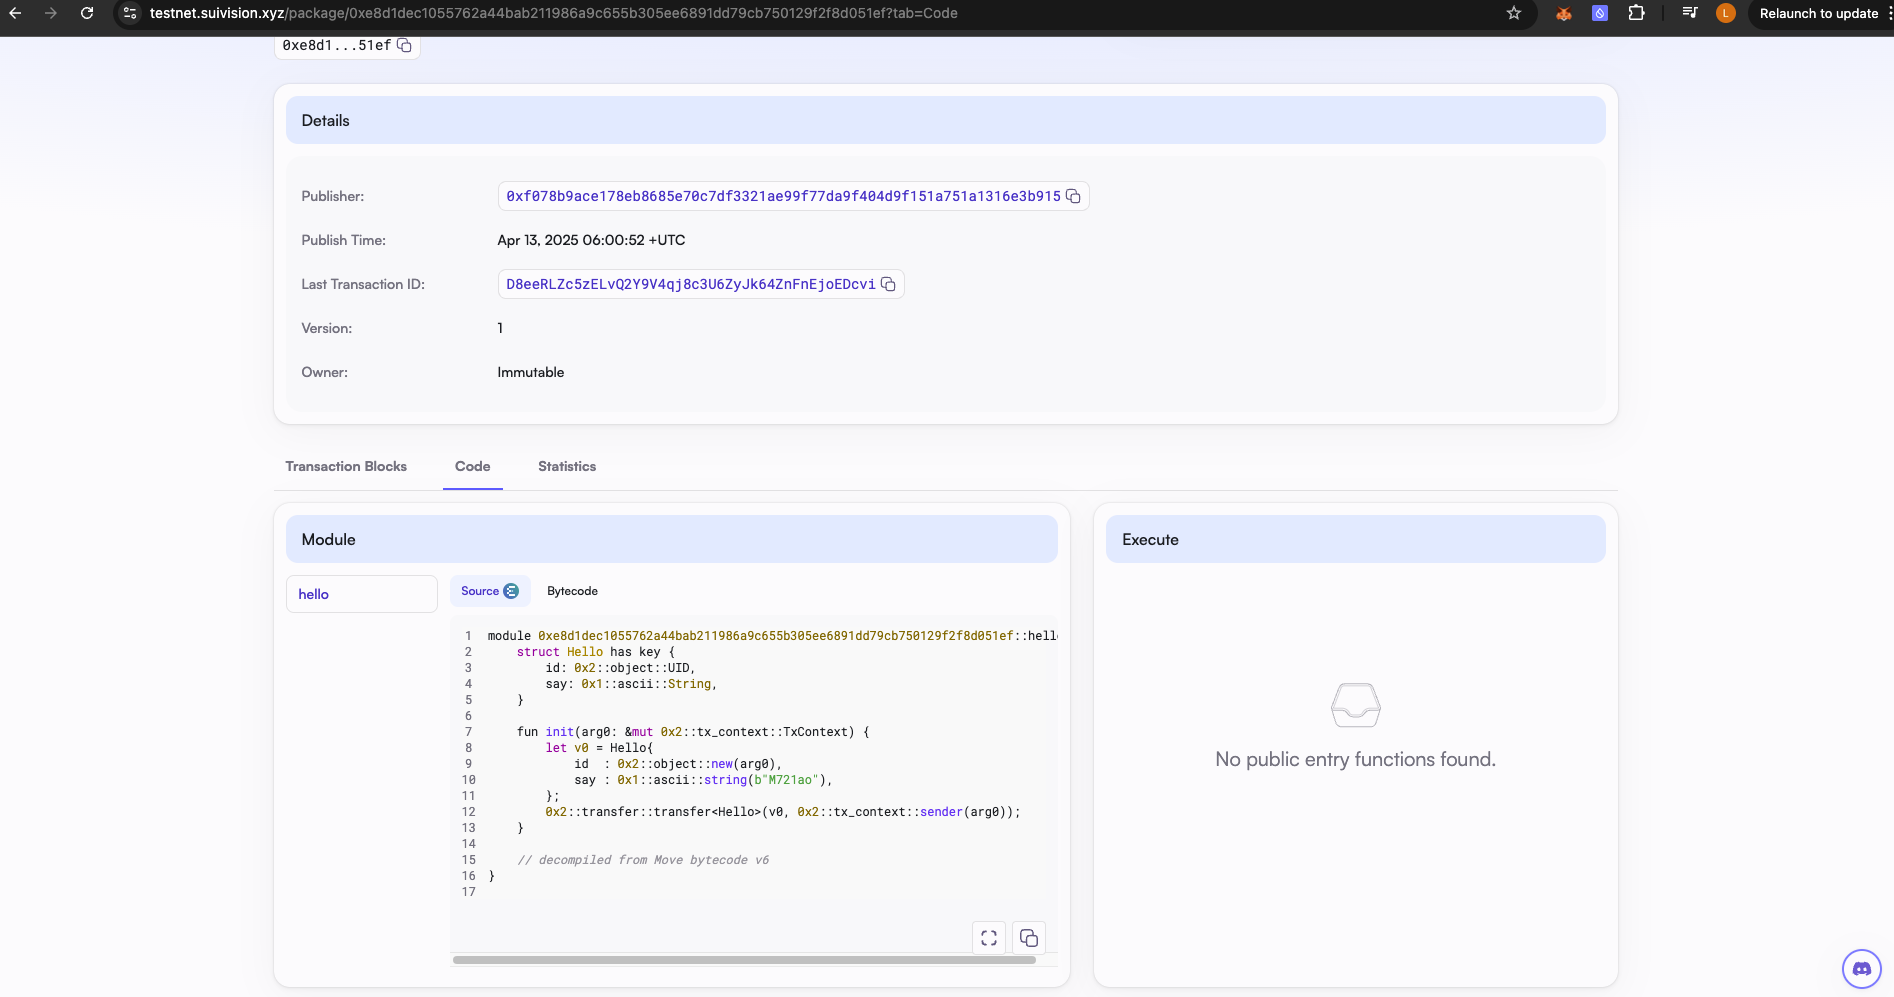 testnet.suivision.xyz/package/0xe8d1dec1055762a44bab211986a9c655b305ee6891dd79cb750129f2f8d051ef?tab=Code
L
Relaunch to update
0xe8d1...51ef
Details
Publisher:
0xf078b9ace178eb8685e70c7df3321ae99f77da9f404d9f151a751a1316e3b915
Publish Time:
Apr 13, 2025 06:00:52 +UTC
Last Transaction ID:
D8eeRLZc5zELvQ2Y9V4qj8c3U6ZyJk64ZnFnEjoEDcvi
Version:
1
Owner:
Immutable
Transaction Blocks
Code
Statistics
Module
hello
Source
Bytecode
1 module 0xe8d1dec1055762a44bab211986a9c655b305ee6891dd79cb750129f2f8d051ef::hello
2     struct Hello has key {
3         id: 0x2::object::UID,
4         say: 0x1::ascii::String,
5     }
6
7     fun init(arg0: &mut 0x2::tx_context::TxContext) {
8         let v0 = Hello{
9             id  : 0x2::object::new(arg0),
10             say : 0x1::ascii::string(b"M721ao"),
11         };
12         0x2::transfer::transfer<Hello>(v0, 0x2::tx_context::sender(arg0));
13     }
14
15     // decompiled from Move bytecode v6
16 }
17
Execute
No public entry functions found.